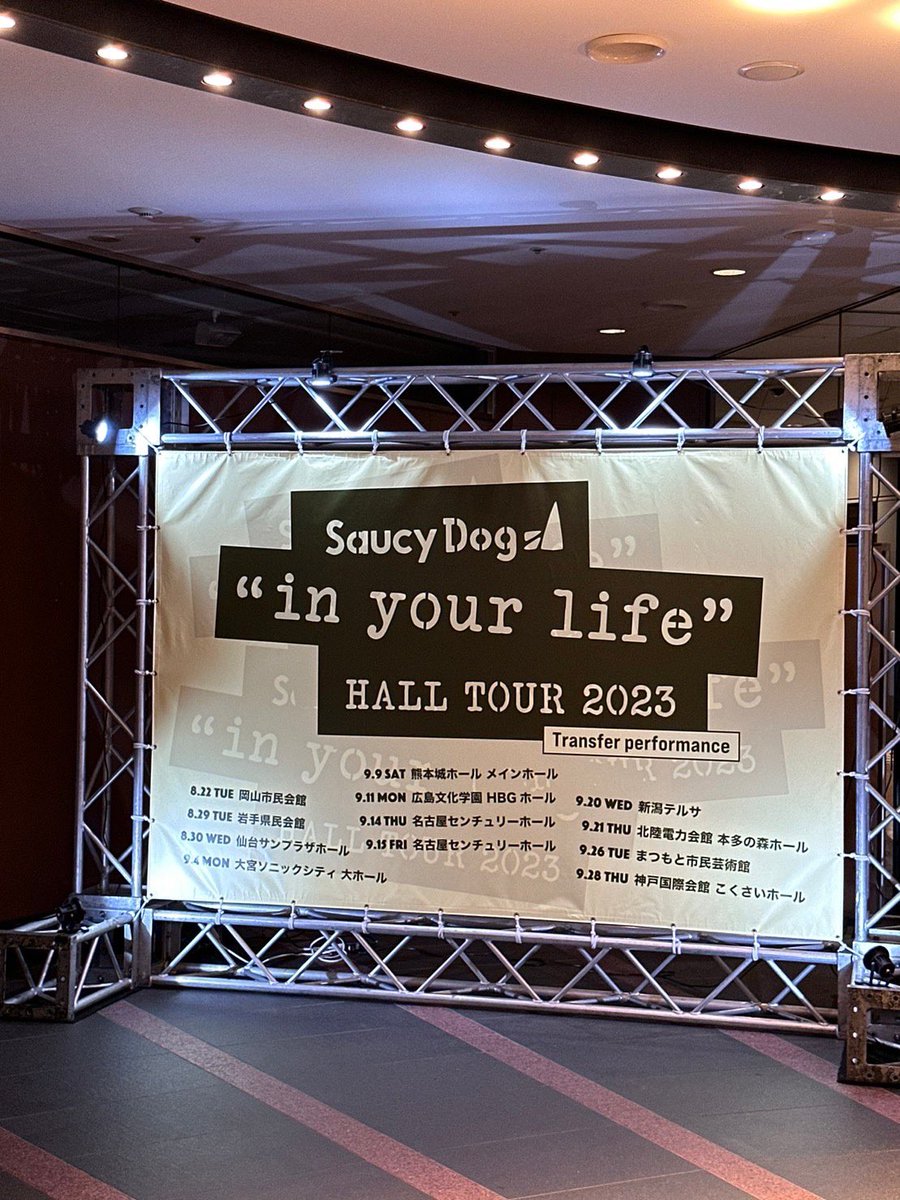 Saucy Dog
“in your life”
HALL TOUR 2023
Transfer performance
8.22 TUE 岡山市民会館
8.29 TUE 岩手県民会館
8.30 WED 仙台サンプラザホール
9.4 MON 大宮ソニックシティ 大ホール
9.9 SAT 熊本城ホール メインホール
9.11 MON 広島文化学園 HBG ホール
9.14 THU 名古屋センチュリーホール
9.15 FRI 名古屋センチュリーホール
9.20 WED 新潟テルサ
9.21 THU 北陸電力会館 本多の森ホール
9.26 TUE まつもと市民芸術館
9.28 THU 神戸国際会館 こくさいホール